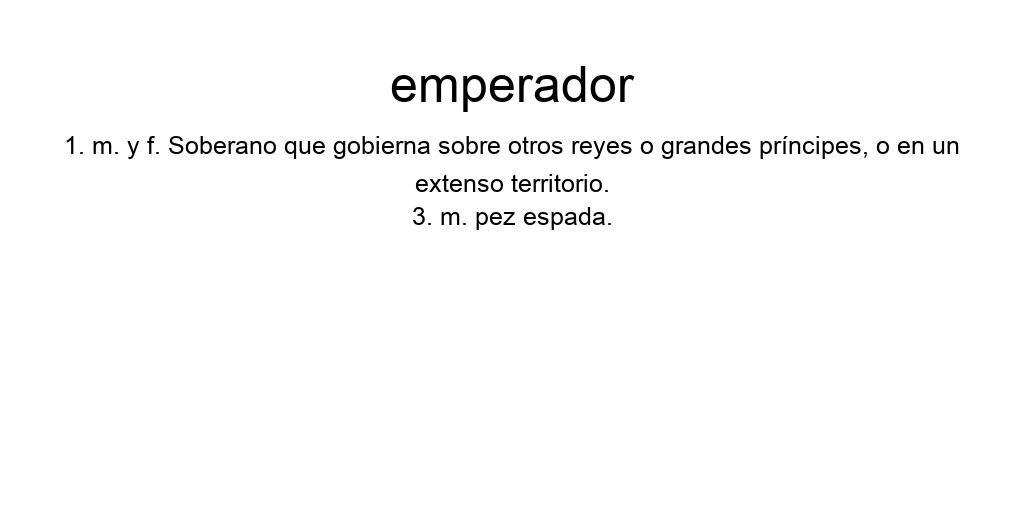 emperador
1. m. y f. Soberano que gobierna sobre otros reyes o grandes príncipes, o en un
extenso territorio.
3. m. pez espada.